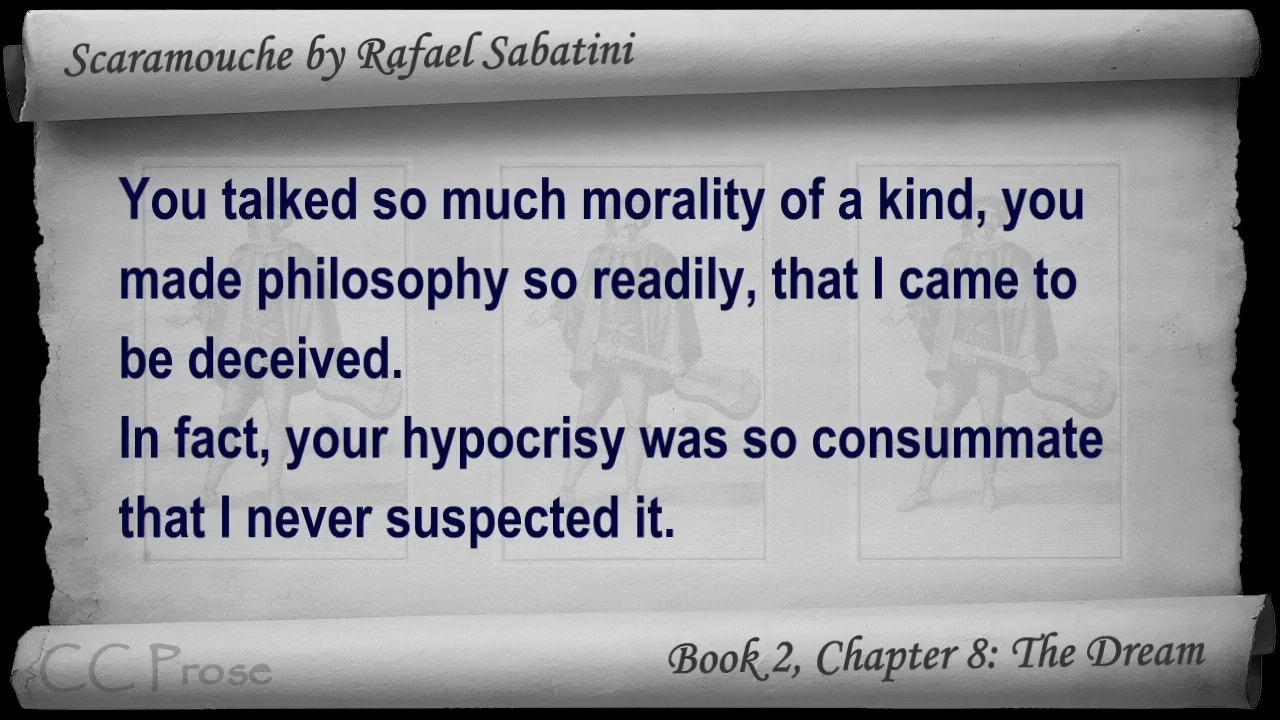 Scaramouche by Rafael Sabatini
You talked so much morality of a kind, you
made philosophy so readily, that I came to
be deceived.
In fact, your hypocrisy was so consummate
that I never suspected it.
CC Prose
Book 2, Chapter 8: The Dream